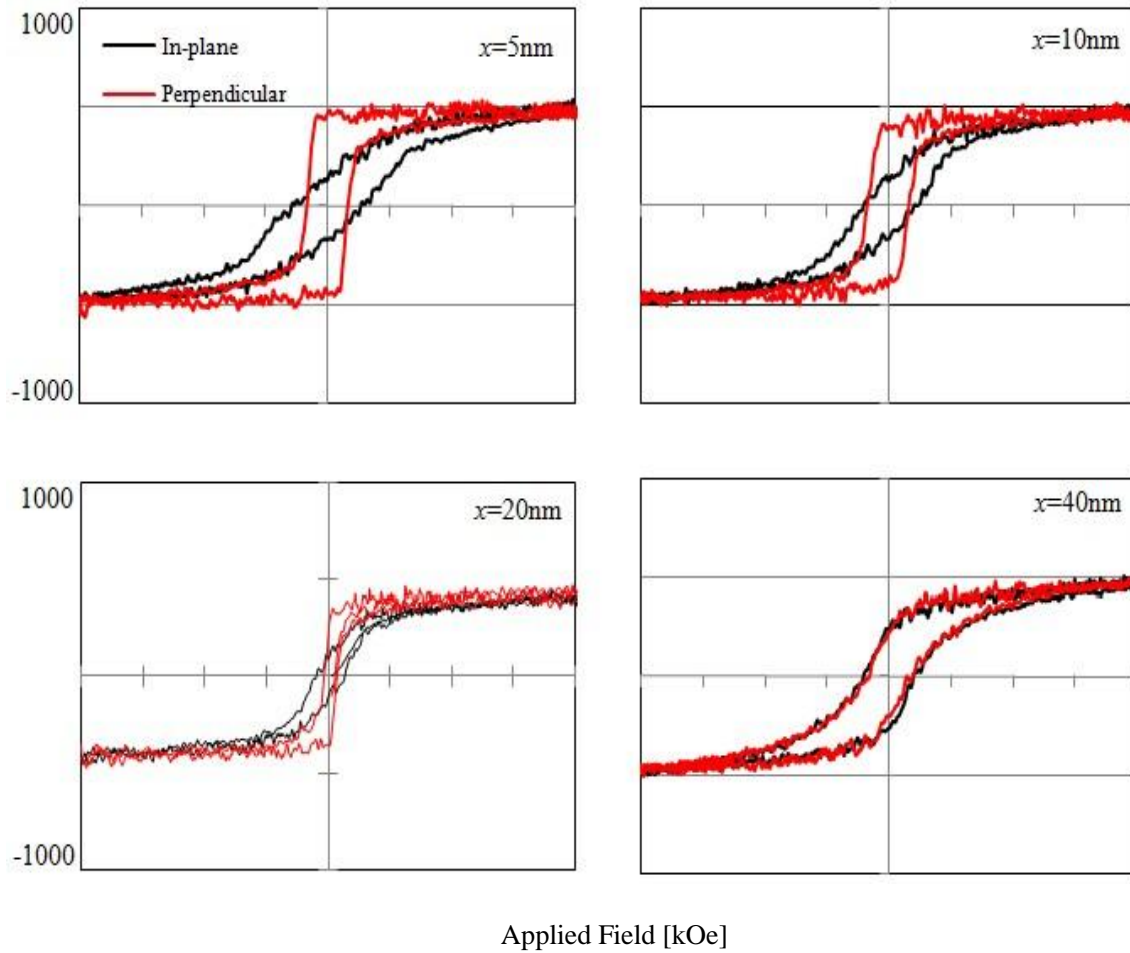 1000
In-plane
Perpendicular
x=5nm
-1000
x=10nm
1000
x=20nm
-1000
x=40nm
Applied Field [kOe]